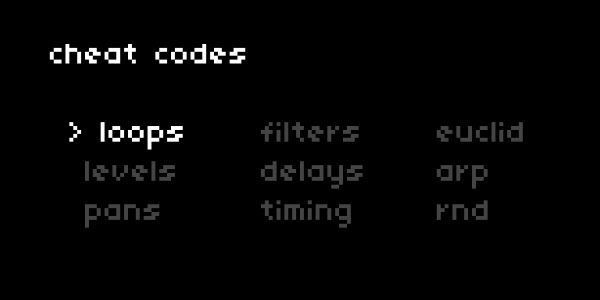 cheat codes
> loops filters euclid
levels delays arp
pans timing rnd